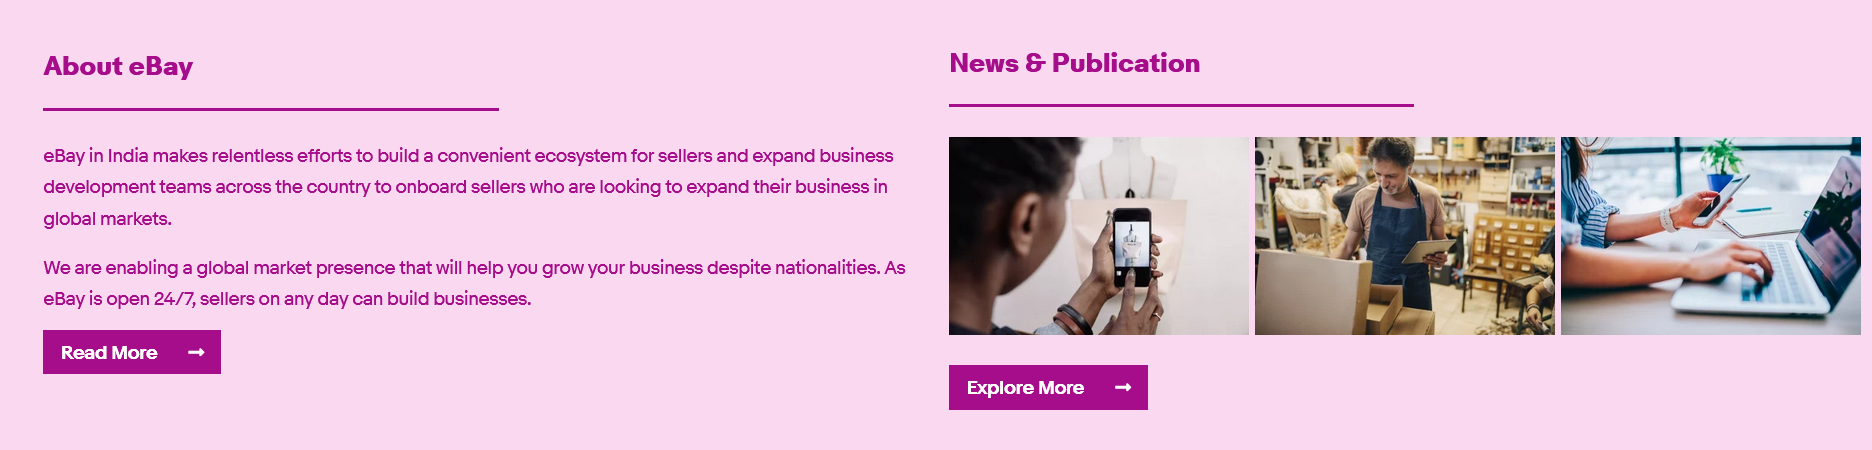 About eBay
eBay in India makes relentless efforts to build a convenient ecosystem for sellers and expand business
development teams across the country to onboard sellers who are looking to expand their business in
global markets.
We are enabling a global market presence that will help you grow your business despite nationalities. As
eBay is open 24/7, sellers on any day can build businesses.
Read More
News & Publication
Explore More